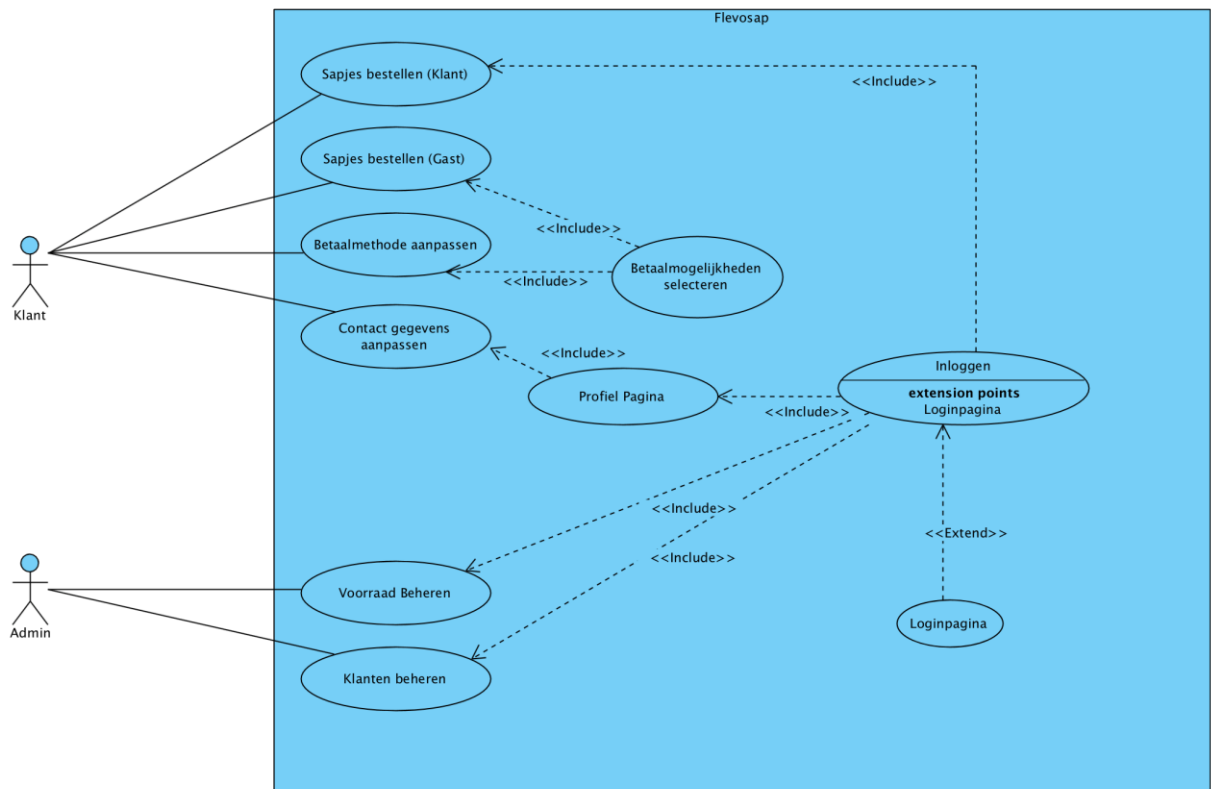 Flevosap
Sapjes bestellen (Klant)
<<Include>>
Sapjes bestellen (Gast)
<<Include>>
Betaalmethode aanpassen
Betaalmogelijkheden
selecteren
<<Include>>
Klant
Contact gegevens
aanpassen
<<Include>>
Profiel Pagina
<<Include>>
Inloggen
extension points
Loginpagina
<<Include>>
<<Extend>>
<<Include>>
Admin
Voorraad Beheren
Loginpagina
Klanten beheren